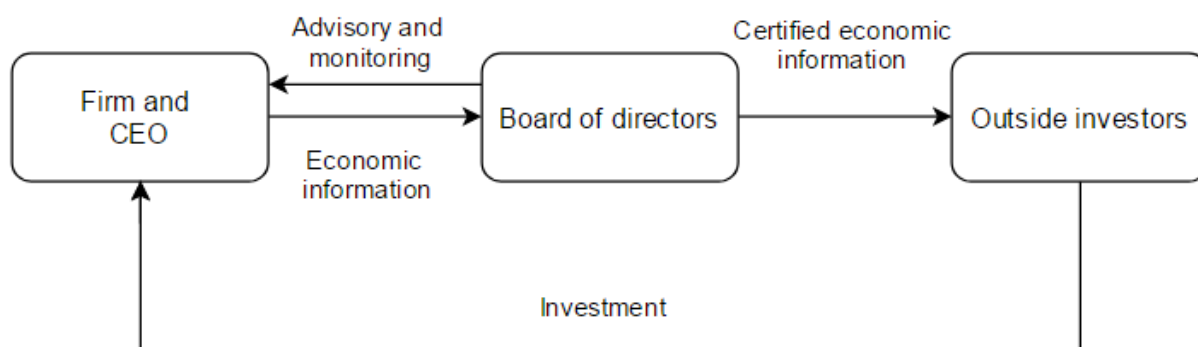 Advisory and
monitoring
Certified economic
information
Firm and
CEO
Board of directors
Outside investors
Economic
information
Investment